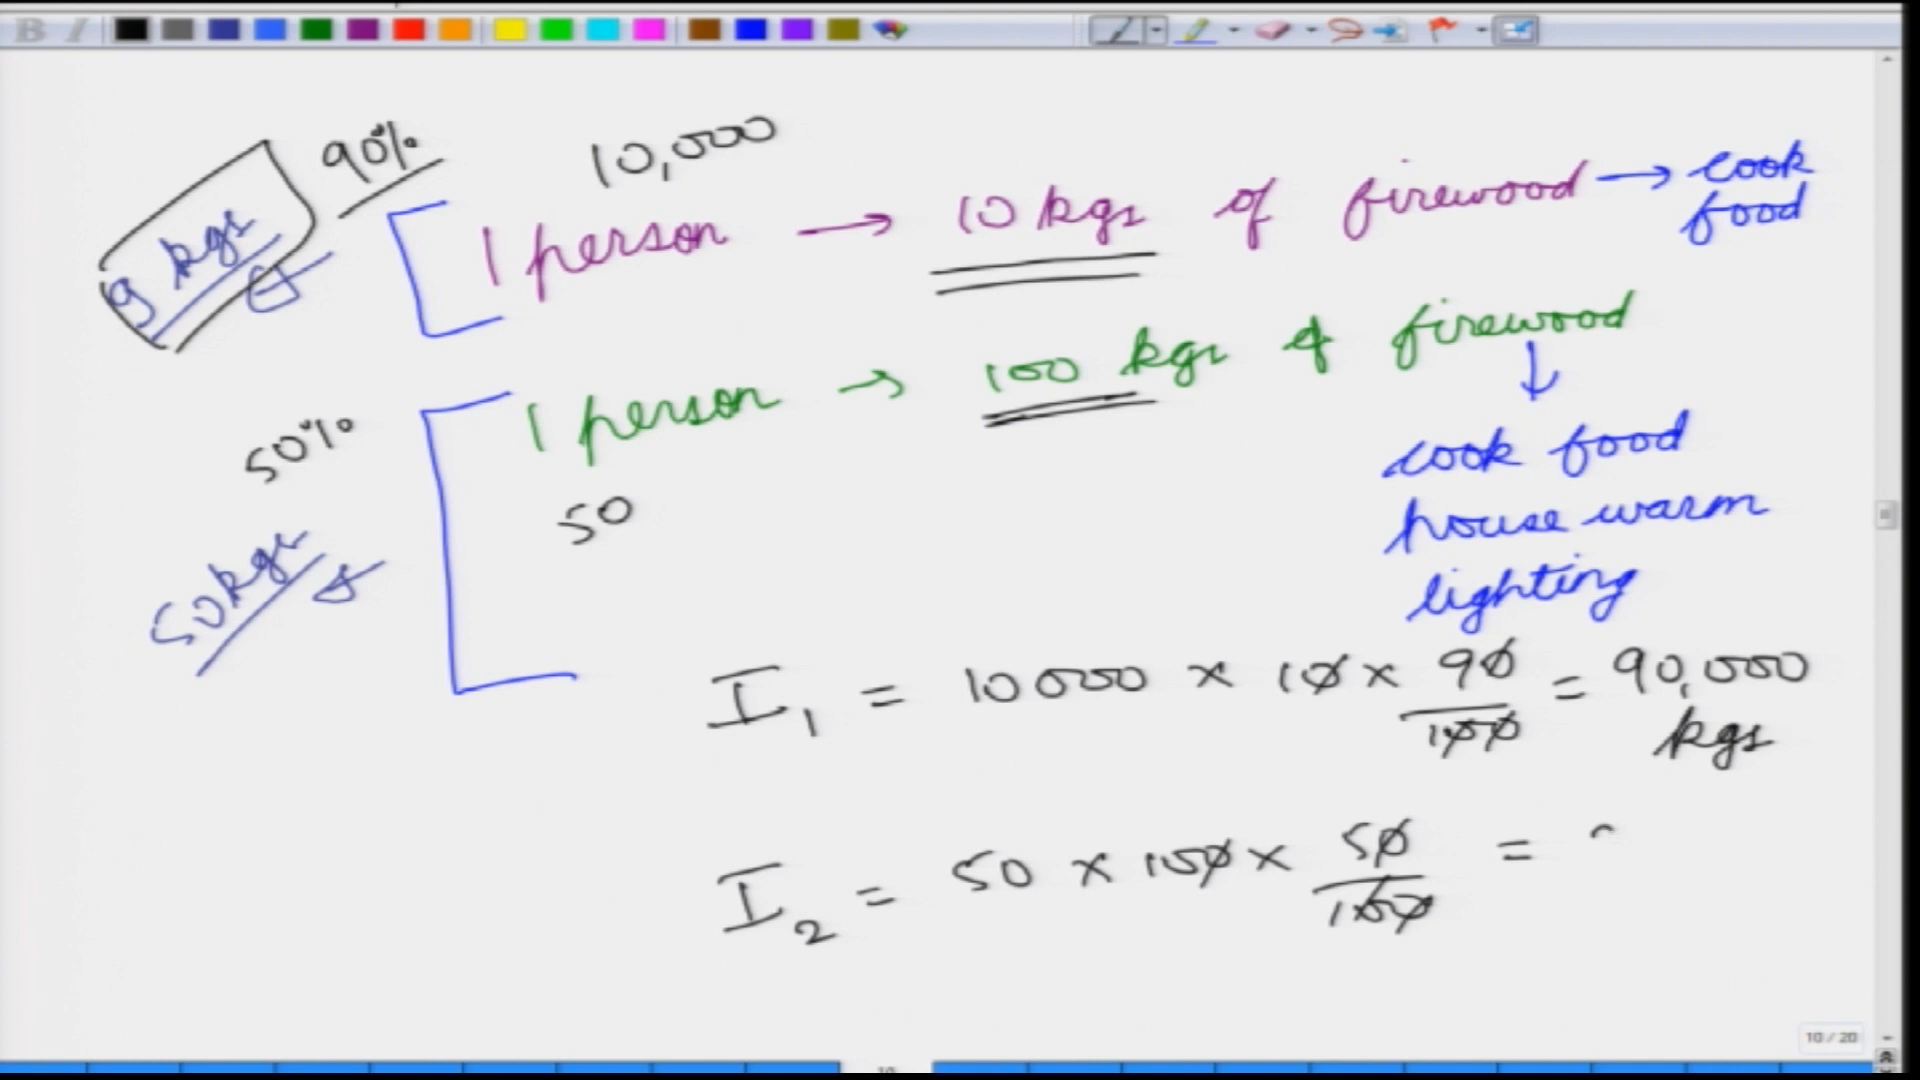 B I
90%
10,000
9 kgs
1 person → 10 kgs of firewood → cook food
1 person → 100 kgs of firewood
↓
50%
50
cook food
house warm
lighting
50 kgs
I₁ = 10000 × 10 × 90/100 = 90,000 kgs
I₂ = 50 × 100 × 50/100 =
10 / 20